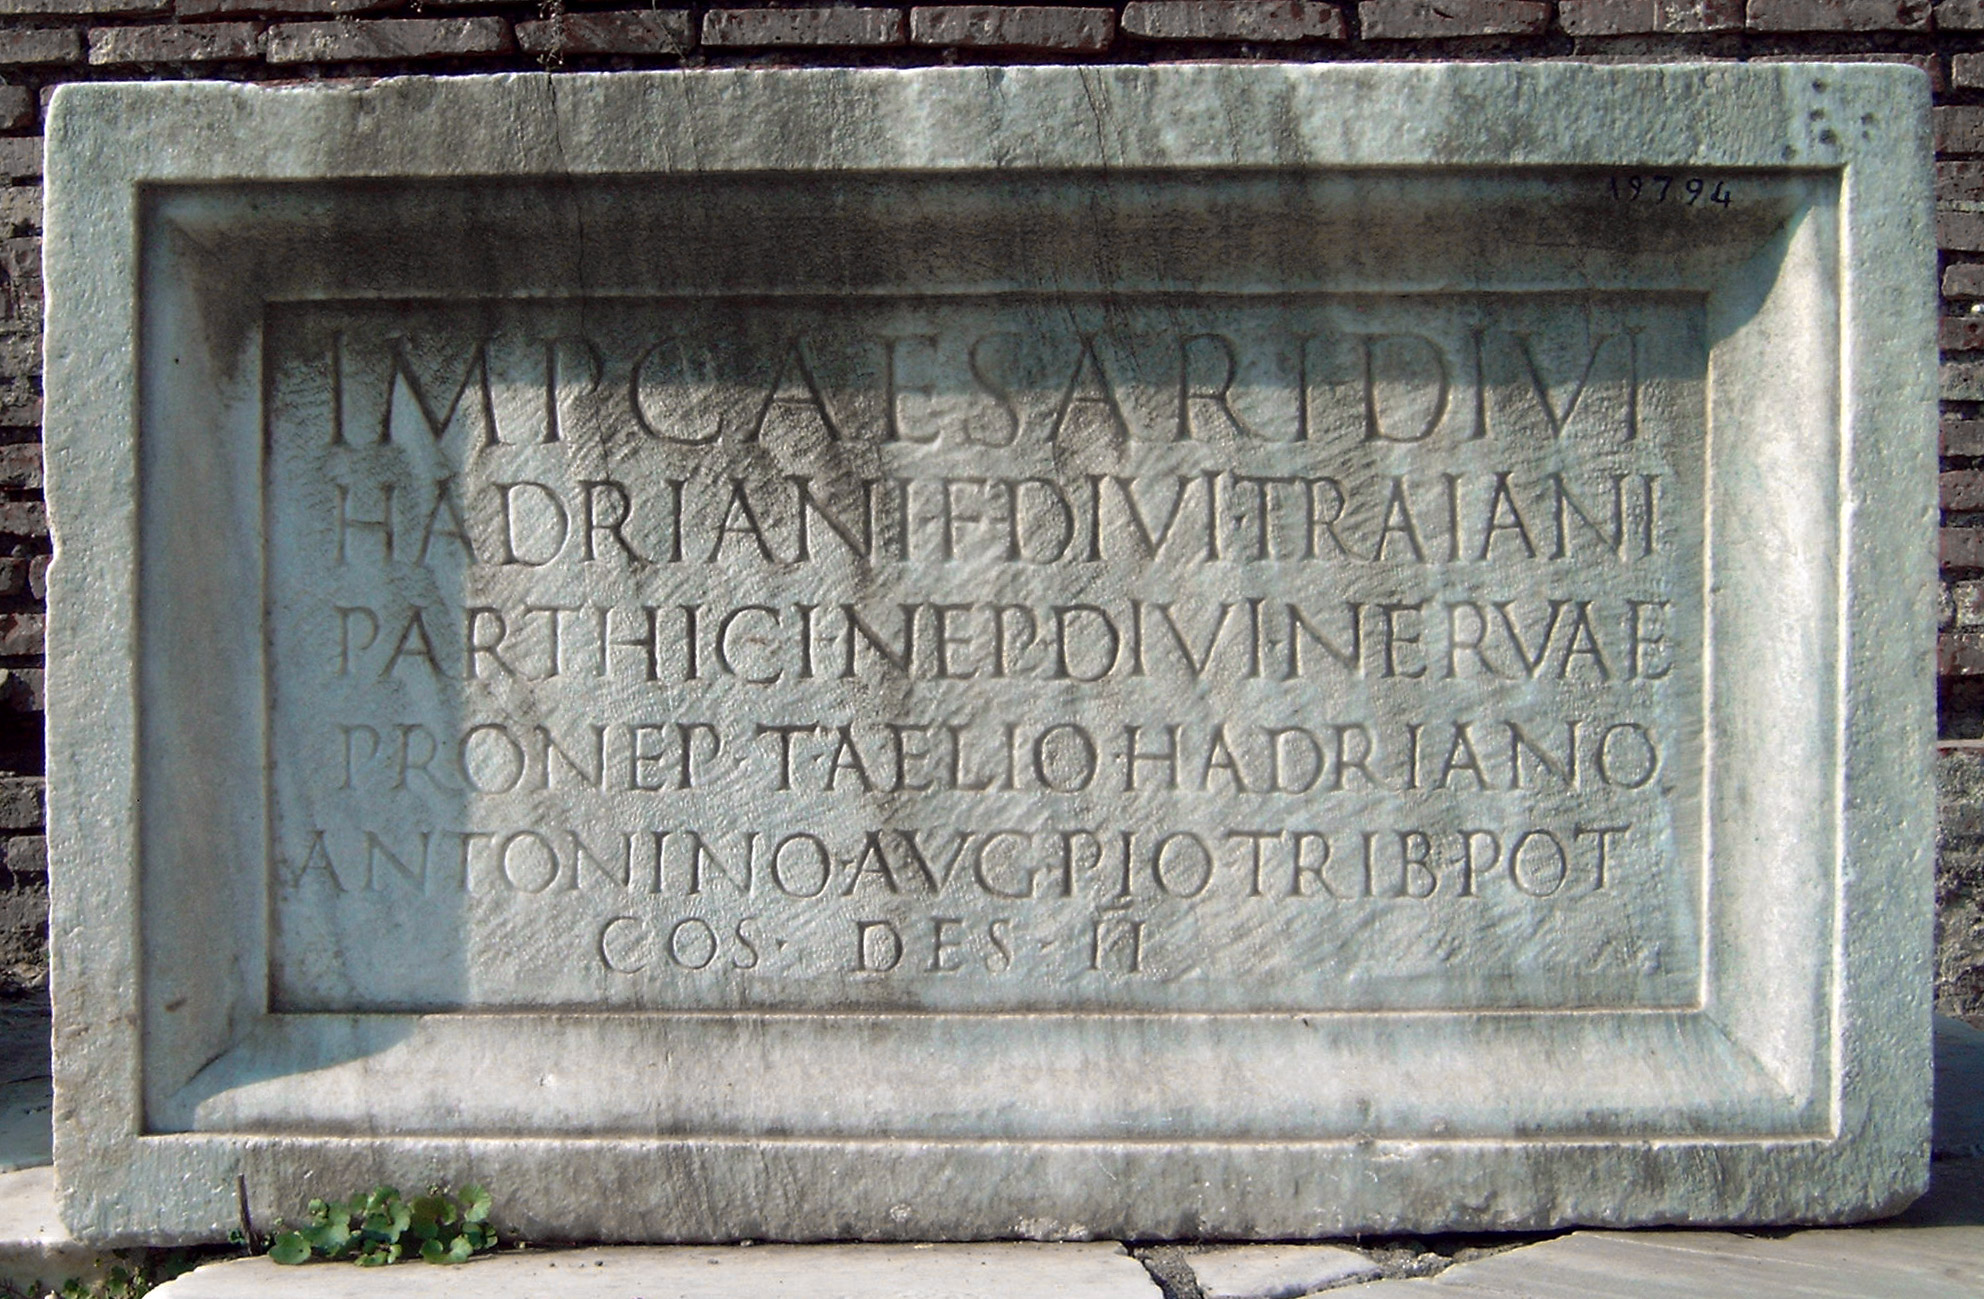 19794
IMP CAESARI DIVI
HADRIANI·F·DIVI·TRAIANI
PARTHICI·NEP·DIVI·NERVAE
PRONEP·T·AELIO·HADRIANO
ANTONINO·AVG·PIO·TRIB·POT
COS· DES · II